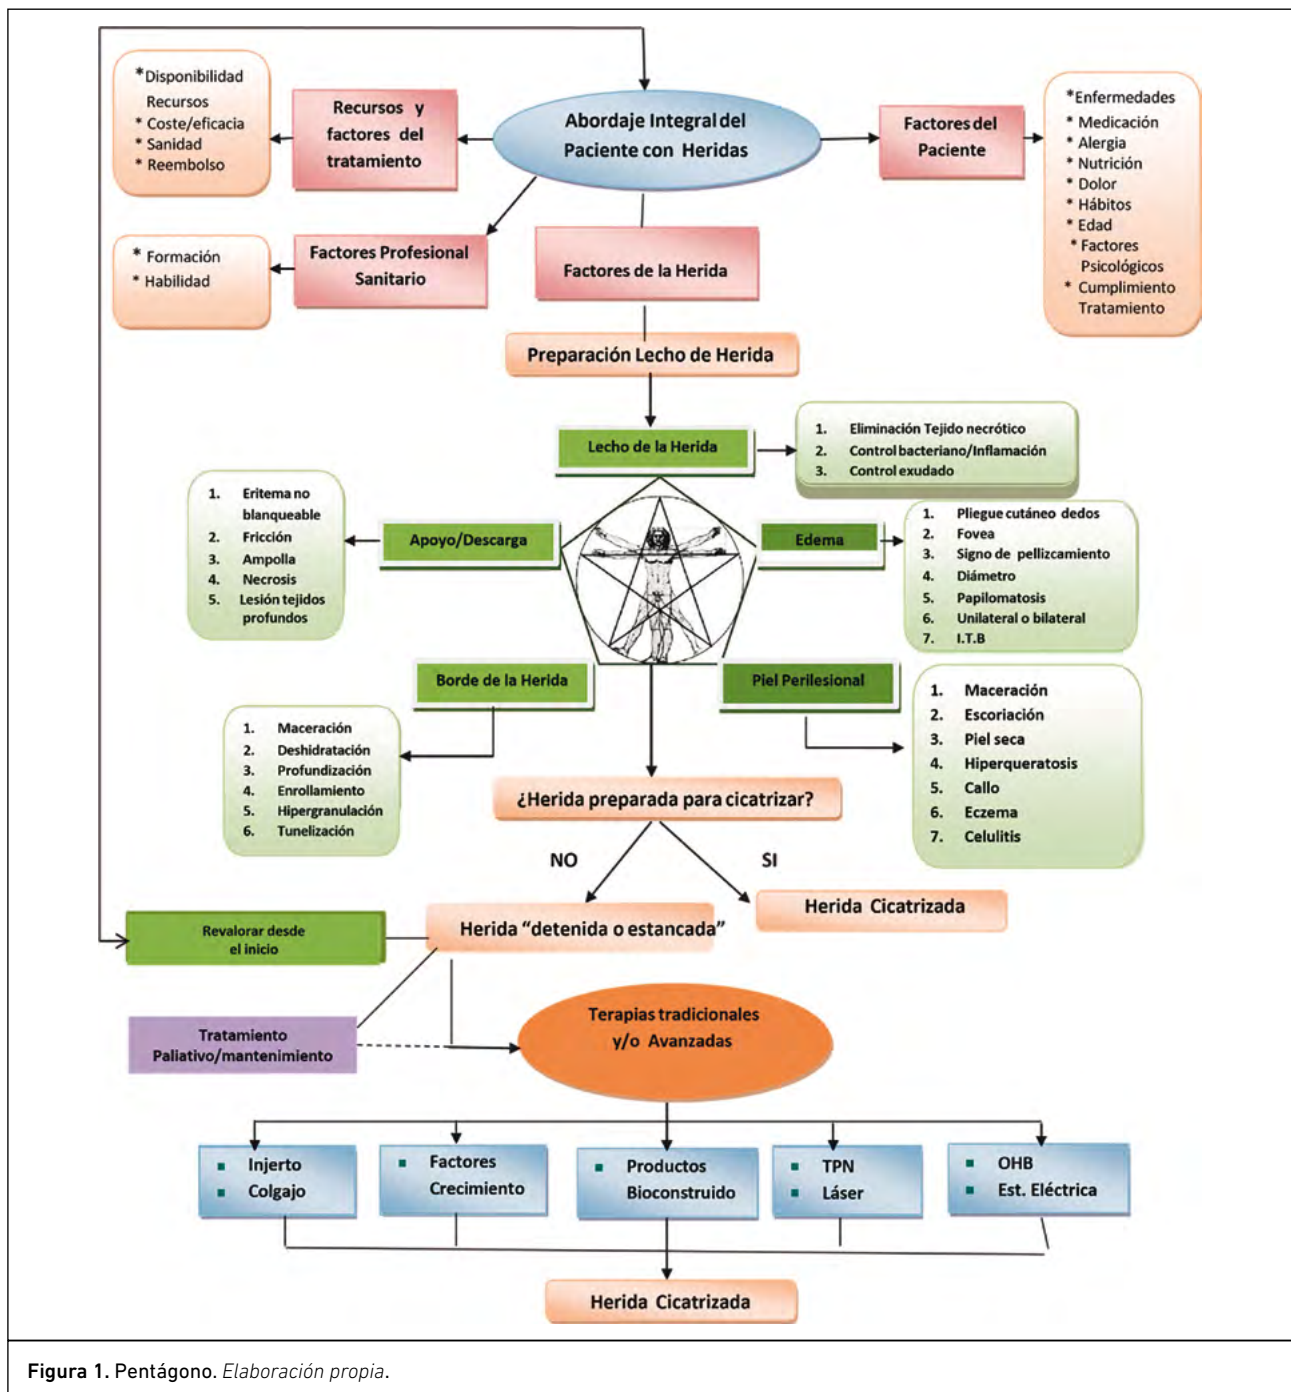 Abordaje Integral del
Paciente con Heridas
Recursos y
factores del
tratamiento
*Disponibilidad
Recursos
* Coste/eficacia
* Sanidad
* Reembolso
Factores del
Paciente
*Enfermedades
* Medicación
* Alergia
* Nutrición
* Dolor
* Hábitos
* Edad
* Factores
Psicológicos
* Cumplimiento
Tratamiento
Factores Profesional
Sanitario
* Formación
* Habilidad
Factores de la Herida
Preparación Lecho de Herida
Lecho de la Herida
1. Eliminación Tejido necrótico
2. Control bacteriano/Inflamación
3. Control exudado
Apoyo/Descarga
1. Eritema no
blanqueable
2. Fricción
3. Ampolla
4. Necrosis
5. Lesión tejidos
profundos
Edema
1. Pliegue cutáneo dedos
2. Fovea
3. Signo de pellizcamiento
4. Diámetro
5. Papilomatosis
6. Unilateral o bilateral
7. I.T.B
Borde de la Herida
1. Maceración
2. Deshidratación
3. Profundización
4. Enrollamiento
5. Hipergranulación
6. Tunelización
Piel Perilesional
1. Maceración
2. Escoriación
3. Piel seca
4. Hiperqueratosis
5. Callo
6. Eczema
7. Celulitis
¿Herida preparada para cicatrizar?
NO
SI
Herida Cicatrizada
Herida “detenida o estancada”
Revalorar desde
el inicio
Tratamiento
Paliativo/mantenimiento
Terapias tradicionales
y/o Avanzadas
▪ Injerto
▪ Colgajo
▪ Factores
Crecimiento
▪ Productos
Bioconstruido
▪ TPN
▪ Láser
▪ OHB
▪ Est. Eléctrica
Herida Cicatrizada
Figura 1. Pentágono. Elaboración propia.